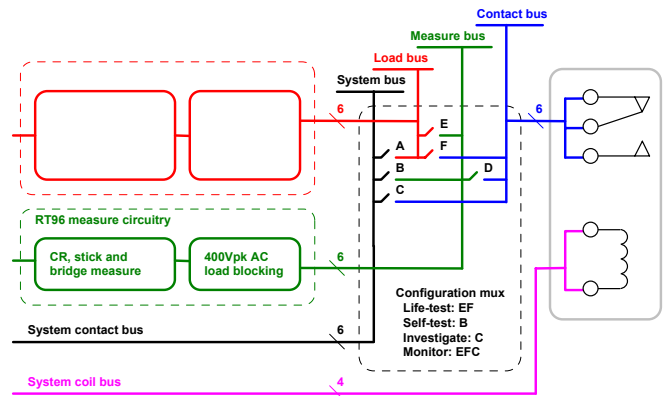 Contact bus
Measure bus
Load bus
System bus
6
6
E
A
F
B
D
C
RT96 measure circuitry
CR, stick and
bridge measure
400Vpk AC
load blocking
6
Configuration mux
Life-test: EF
Self-test: B
Investigate: C
Monitor: EFC
System contact bus
6
System coil bus
4